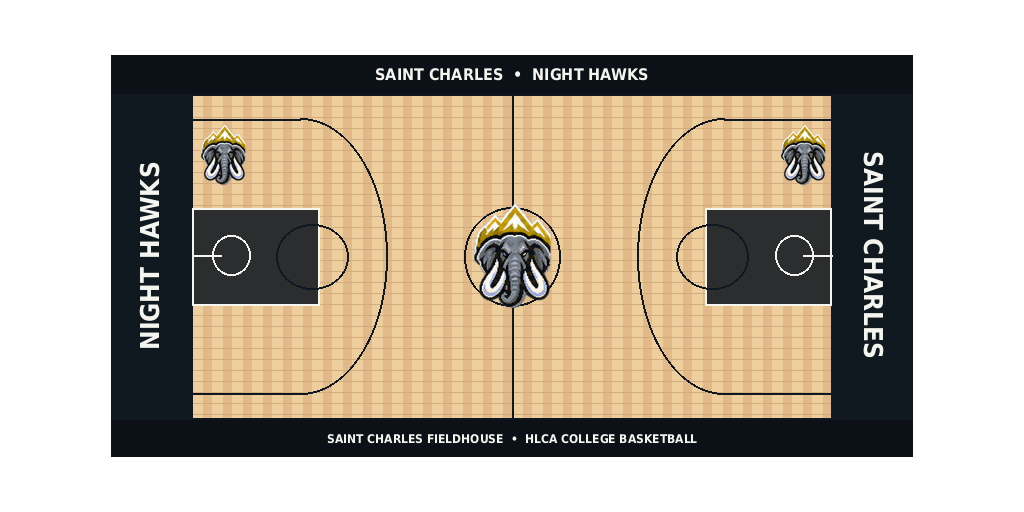 SAINT CHARLES • NIGHT HAWKS
NIGHT HAWKS
SAINT CHARLES
SAINT CHARLES FIELDHOUSE • HLCA COLLEGE BASKETBALL